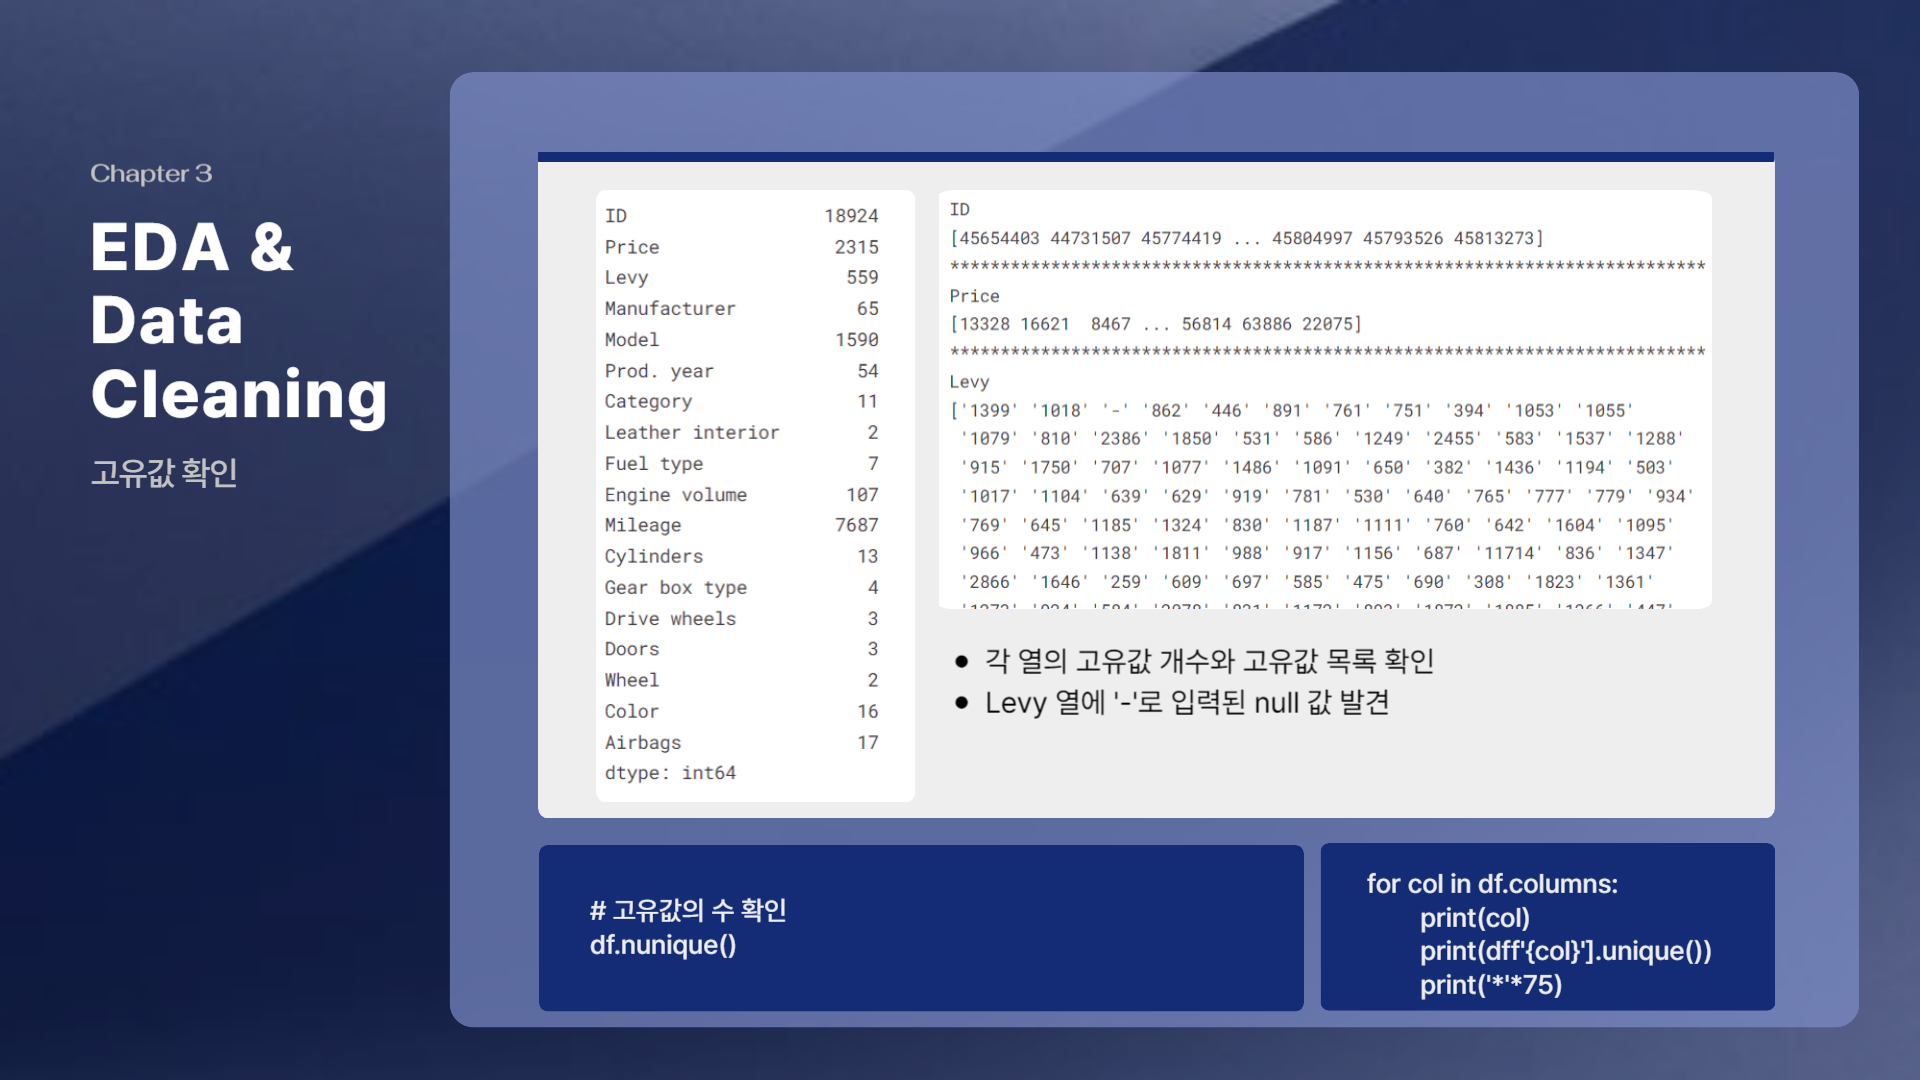 Chapter 3
EDA &
Data
Cleaning
고유값 확인
ID 18924
Price 2315
Levy 559
Manufacturer 65
Model 1590
Prod. year 54
Category 11
Leather interior 2
Fuel type 7
Engine volume 107
Mileage 7687
Cylinders 13
Gear box type 4
Drive wheels 3
Doors 3
Wheel 2
Color 16
Airbags 17
dtype: int64
ID
[45654403 44731507 45774419 ... 45804997 45793526 45813273]
***************************************************************************
Price
[13328 16621  8467 ... 56814 63886 22075]
***************************************************************************
Levy
['1399' '1018' '-' '862' '446' '891' '761' '751' '394' '1053' '1055'
'1079' '810' '2386' '1850' '531' '586' '1249' '2455' '583' '1537' '1288'
'915' '1750' '707' '1077' '1486' '1091' '650' '382' '1436' '1194' '503'
'1017' '1104' '639' '629' '919' '781' '530' '640' '765' '777' '779' '934'
'769' '645' '1185' '1324' '830' '1187' '1111' '760' '642' '1604' '1095'
'966' '473' '1138' '1811' '988' '917' '1156' '687' '11714' '836' '1347'
'2866' '1646' '259' '609' '697' '585' '475' '690' '308' '1823' '1361'
● 각 열의 고유값 개수와 고유값 목록 확인
● Levy 열에 '-'로 입력된 null 값 발견
# 고유값의 수 확인
df.nunique()
for col in df.columns:
print(col)
print(dff'{col}'].unique())
print('*'*75)